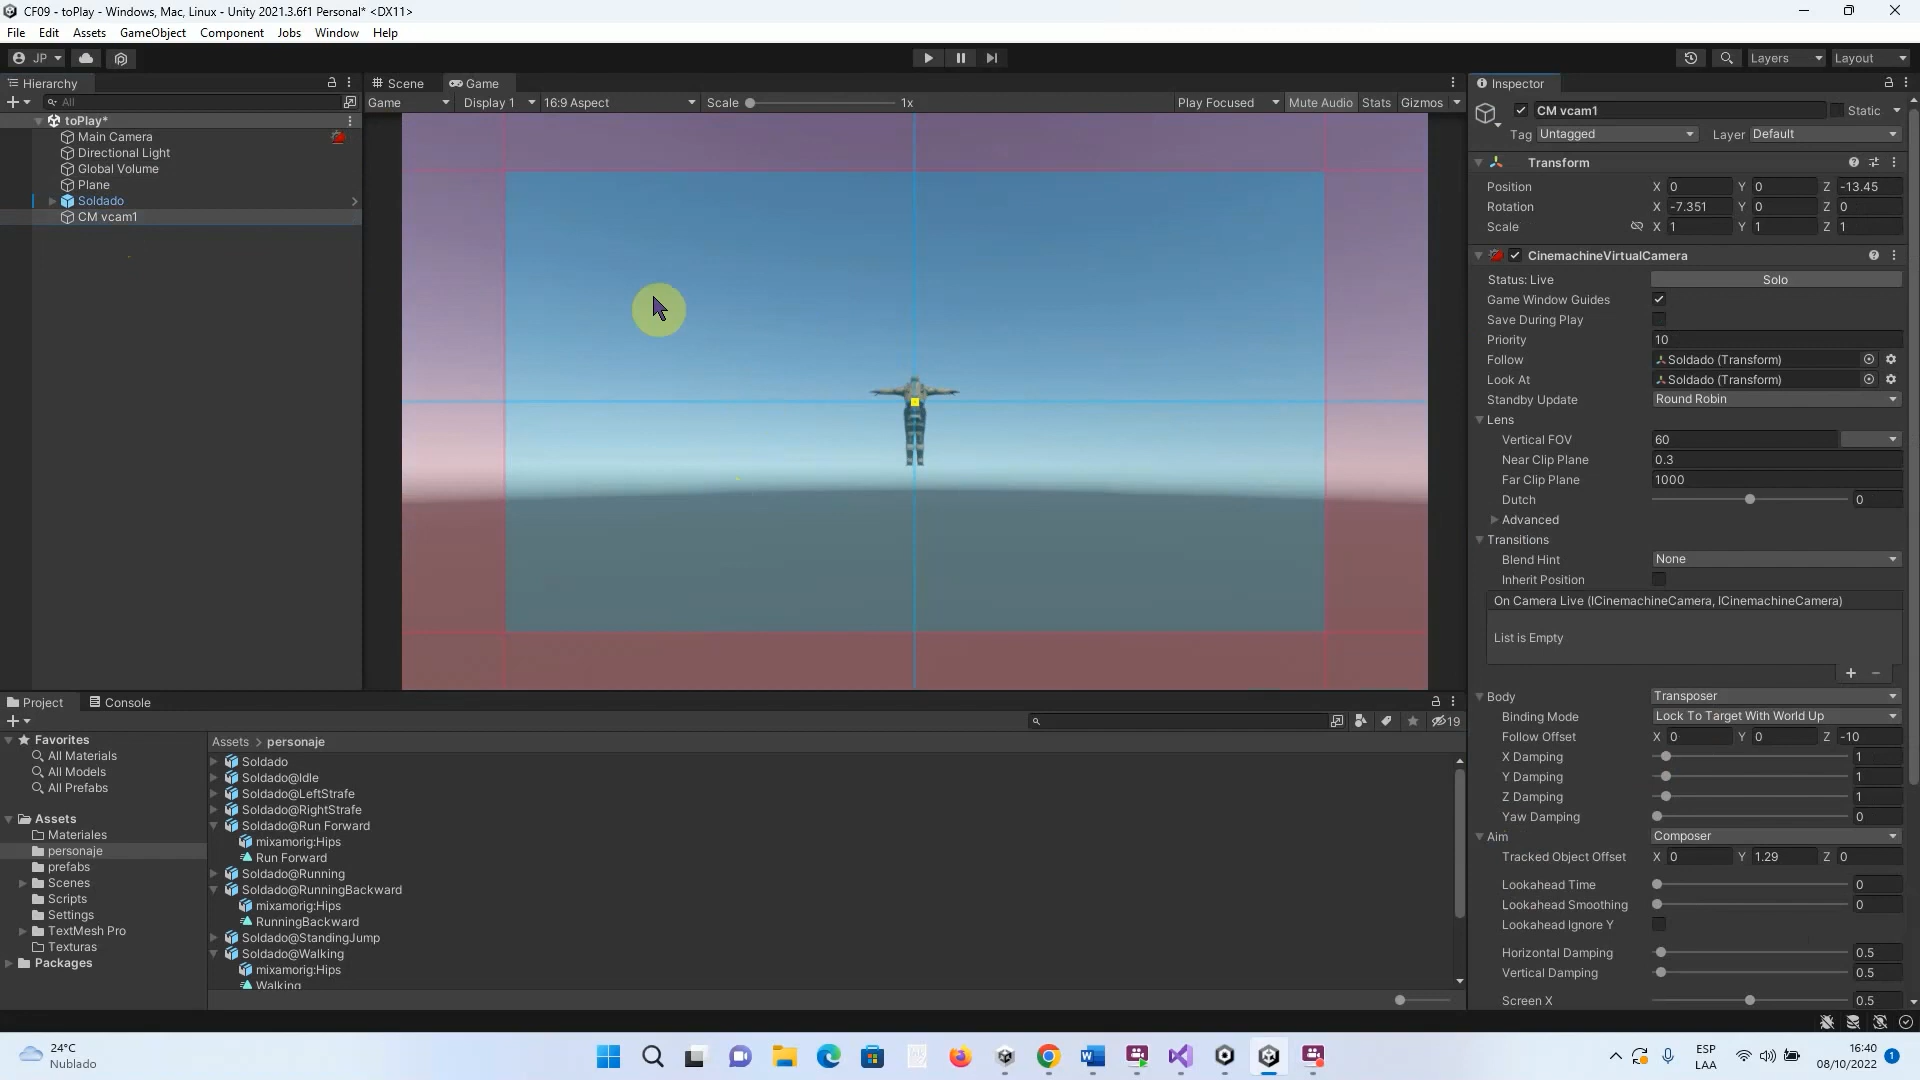 CF09 - toPlay - Windows, Mac, Linux - Unity 2021.3.6f1 Personal* <DX11>
File Edit Assets GameObject Component Jobs Window Help
JP Layers Layout
Hierarchy Scene Game Inspector
All Game Display 1 16:9 Aspect Scale 1x Play Focused Mute Audio Stats Gizmos
CM vcam1 Static
Tag Untagged Layer Default
toPlay*
Main Camera
Directional Light
Global Volume
Plane
Soldado
CM vcam1
Transform
Position X 0 Y 0 Z -13.45
Rotation X -7.351 Y 0 Z 0
Scale X 1 Y 1 Z 1
CinemachineVirtualCamera
Status: Live Solo
Game Window Guides
Save During Play
Priority 10
Follow Soldado (Transform)
Look At Soldado (Transform)
Standby Update Round Robin
Lens
Vertical FOV 60
Near Clip Plane 0.3
Far Clip Plane 1000
Dutch 0
Advanced
Transitions
Blend Hint None
Inherit Position
On Camera Live (ICinemachineCamera, ICinemachineCamera)
List is Empty
Body Transposer
Binding Mode Lock To Target With World Up
Follow Offset X 0 Y 0 Z -10
X Damping 1
Y Damping 1
Z Damping 1
Yaw Damping 0
Aim Composer
Tracked Object Offset X 0 Y 1.29 Z 0
Lookahead Time 0
Lookahead Smoothing 0
Lookahead Ignore Y
Horizontal Damping 0.5
Vertical Damping 0.5
Screen X 0.5
Project Console
19
Favorites
All Materials
All Models
All Prefabs
Assets
Materiales
personaje
prefabs
Scenes
Scripts
Settings
TextMesh Pro
Texturas
Packages
Assets > personaje
Soldado
Soldado@Idle
Soldado@LeftStrafe
Soldado@RightStrafe
Soldado@Run Forward
mixamorig:Hips
Run Forward
Soldado@Running
Soldado@RunningBackward
mixamorig:Hips
RunningBackward
Soldado@StandingJump
Soldado@Walking
mixamorig:Hips
Walking
24°C
Nublado
ESP
LAA
16:40
08/10/2022
1